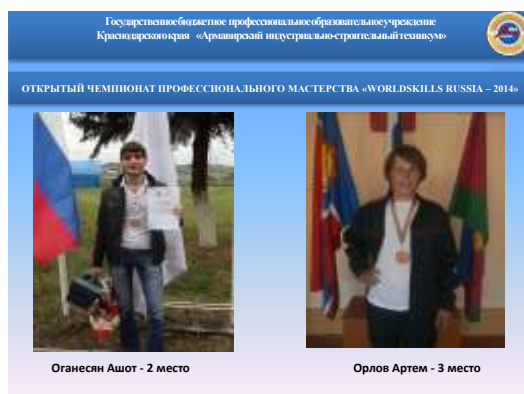 Государственное бюджетное профессиональное образовательное учреждение
Краснодарского края «Армавирский индустриально-строительный техникум»
ОТКРЫТЫЙ ЧЕМПИОНАТ ПРОФЕССИОНАЛЬНОГО МАСТЕРСТВА «WORLDSKILLS RUSSIA – 2014»
Оганесян Ашот - 2 место
Орлов Артем - 3 место